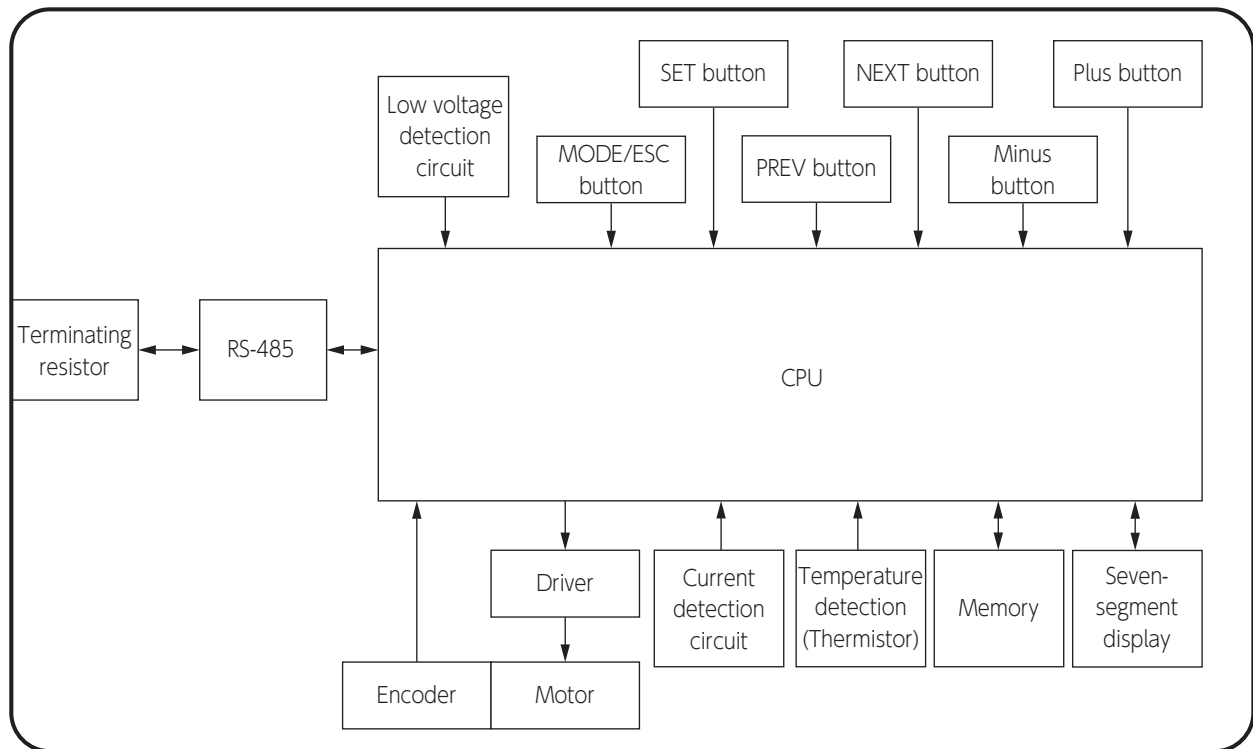 SET button
NEXT button
Plus button
Low voltage
detection
circuit
MODE/ESC
button
PREV button
Minus
button
Terminating
resistor
RS-485
CPU
Driver
Current
detection
circuit
Temperature
detection
(Thermistor)
Memory
Seven-
segment
display
Encoder
Motor